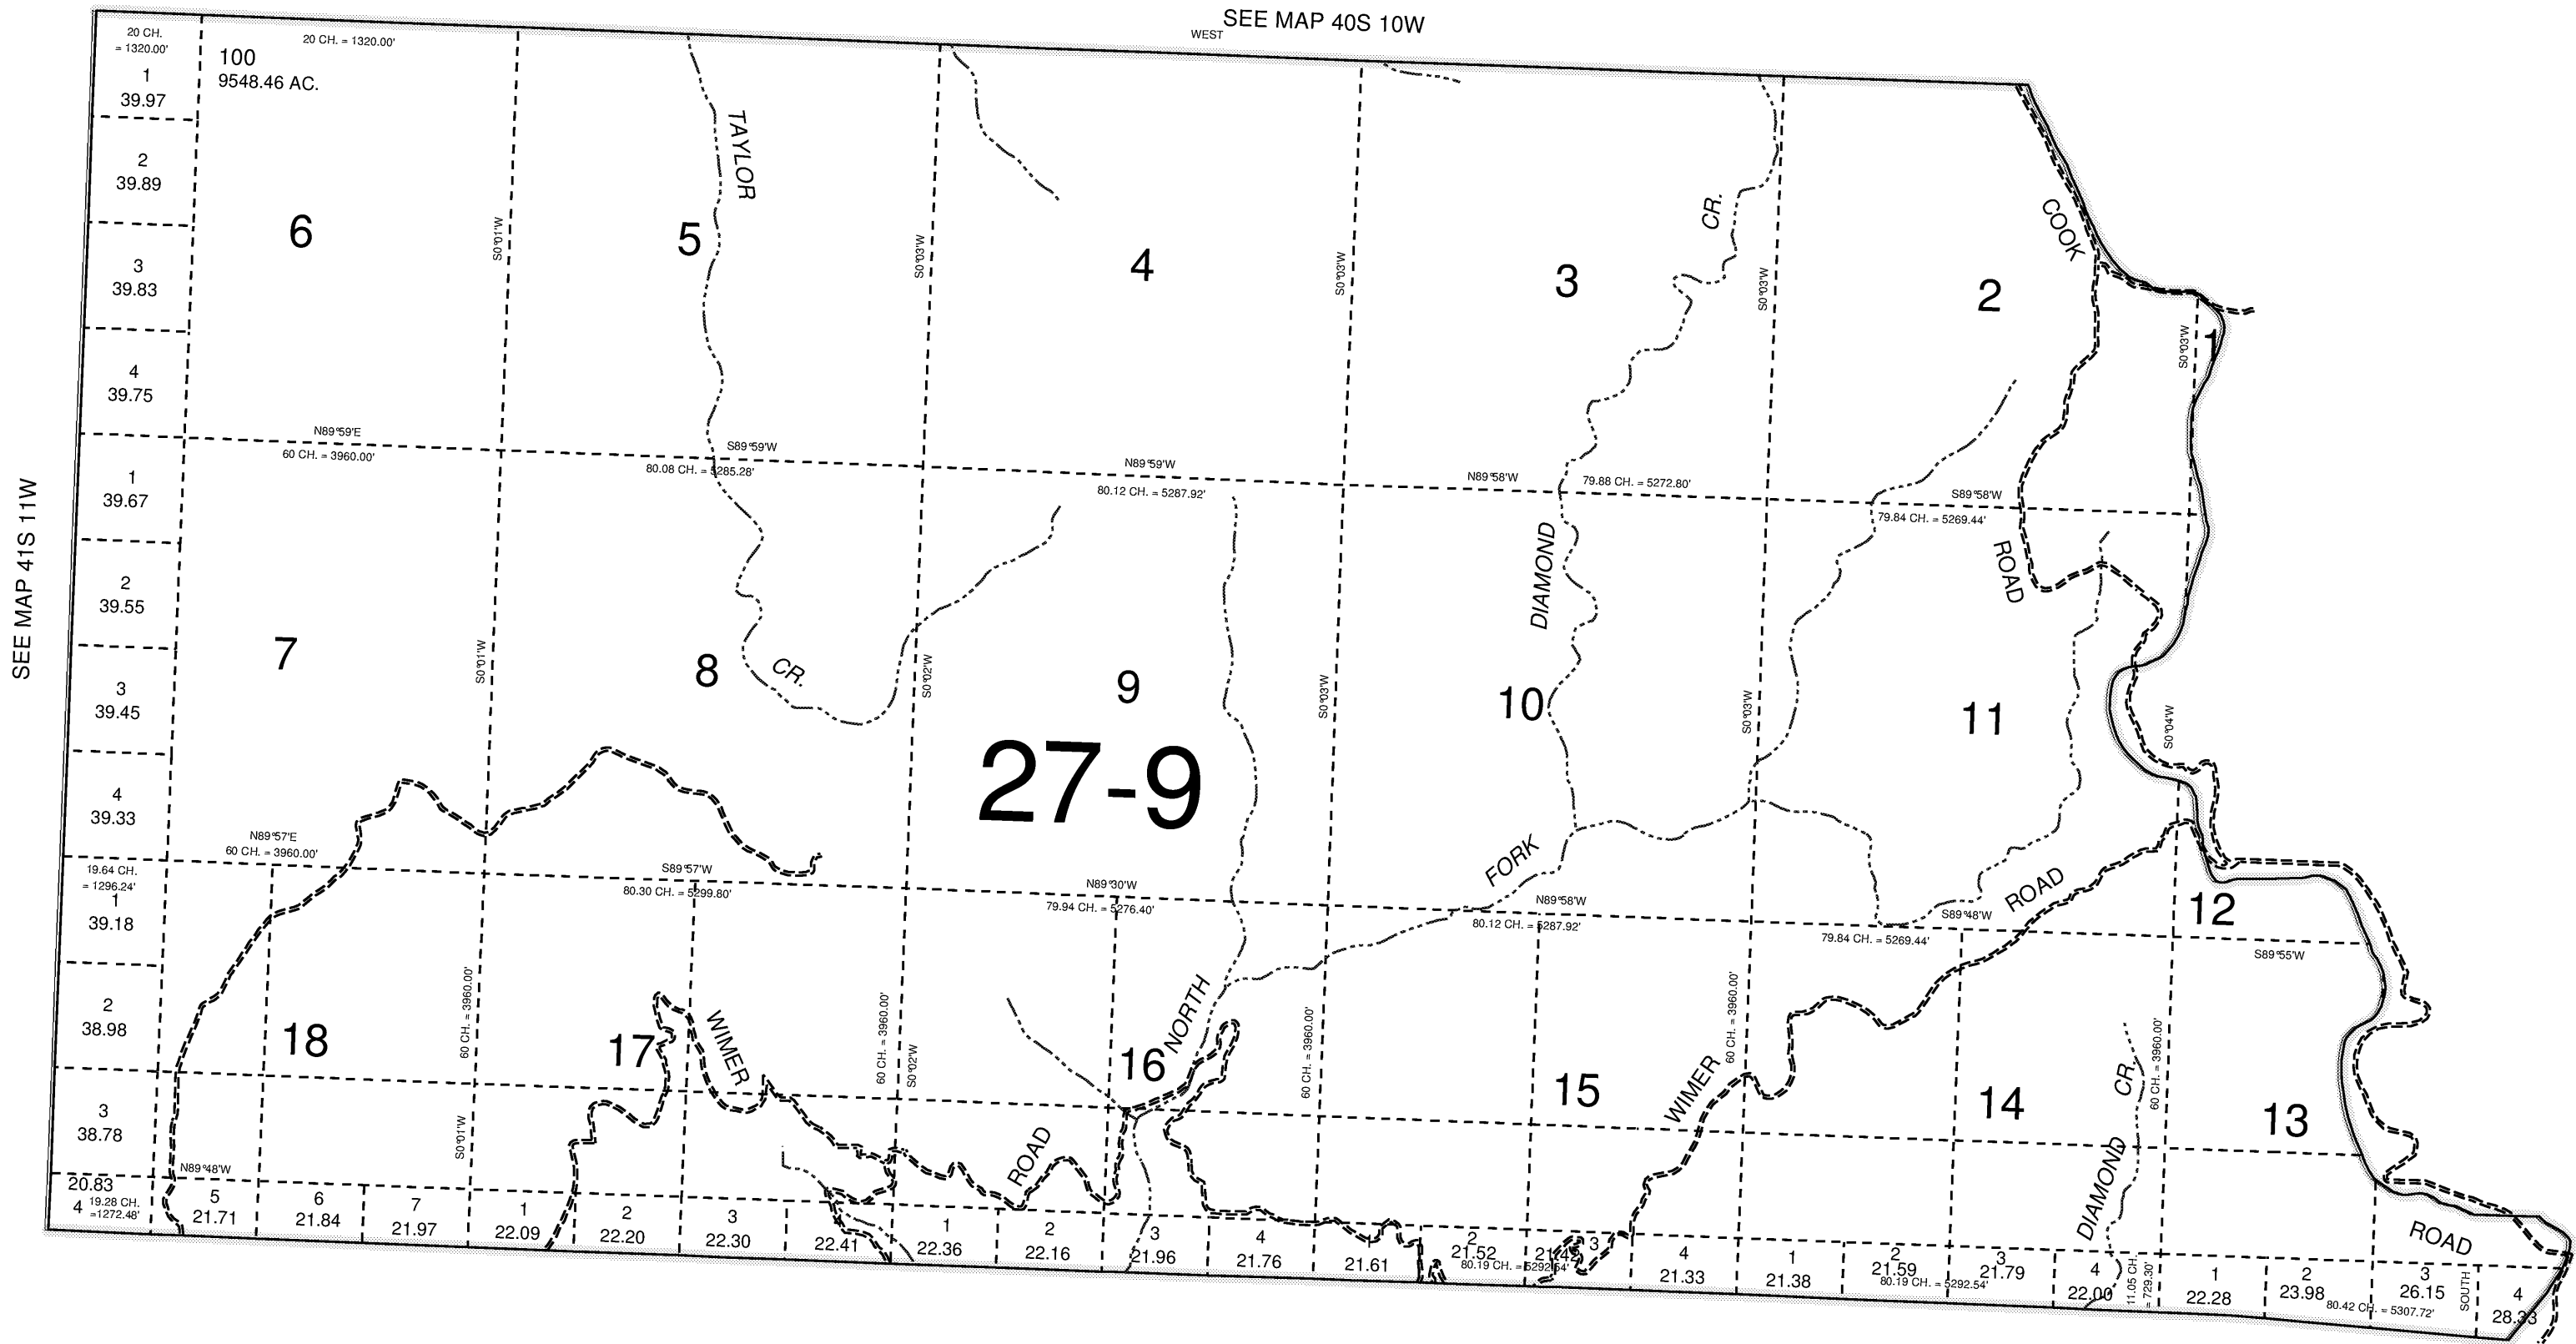 SEE MAP 40S 10W
WEST
20 CH.
= 1320.00'
20 CH. = 1320.00'
100
9548.46 AC.
1
39.97
2
39.89
3
39.83
4
39.75
6
5
4
3
2
1
TAYLOR
CR.
COOK
S0°01'W
S0°03'W
S0°03'W
S0°03'W
S0°03'W
SEE MAP 41S 11W
N89°59'E
60 CH. = 3960.00'
S89°59'W
80.08 CH. = 5285.28'
N89°59'W
80.12 CH. = 5287.92'
N89°58'W
79.88 CH. = 5272.80'
S89°58'W
79.84 CH. = 5269.44'
1
39.67
2
39.55
3
39.45
4
39.33
7
8
9
10
11
CR.
DIAMOND
ROAD
S0°01'W
S0°02'W
S0°03'W
S0°03'W
S0°04'W
27-9
FORK
N89°57'E
60 CH. = 3960.00'
S89°57'W
80.30 CH. = 5299.80'
N89°30'W
79.94 CH. = 5276.40'
N89°58'W
80.12 CH. = 5287.92'
S89°48'W
79.84 CH. = 5269.44'
ROAD
12
S89°55'W
19.64 CH.
= 1296.24'
1
39.18
2
38.98
3
38.78
18
17
16
15
14
13
WIMER
NORTH
WIMER
CR.
DIAMOND
ROAD
60 CH. = 3960.00'
60 CH. = 3960.00'
60 CH. = 3960.00'
60 CH. = 3960.00'
60 CH. = 3960.00'
S0°01'W
S0°02'W
N89°48'W
20.83
4
19.28 CH.
=1272.48'
5
21.71
6
21.84
7
21.97
1
22.09
2
22.20
3
22.30
22.41
1
22.36
2
22.16
3
21.96
4
21.76
1
21.61
2
21.52
80.19 CH. = 5292.54'
3
21.42
4
21.33
1
21.38
2
21.59
80.19 CH. = 5292.54'
3
21.79
4
22.00
11.05 CH.
= 729.30'
1
22.28
2
23.98
80.42 CH. = 5307.72'
3
26.15
SOUTH
4
28.33
ROAD